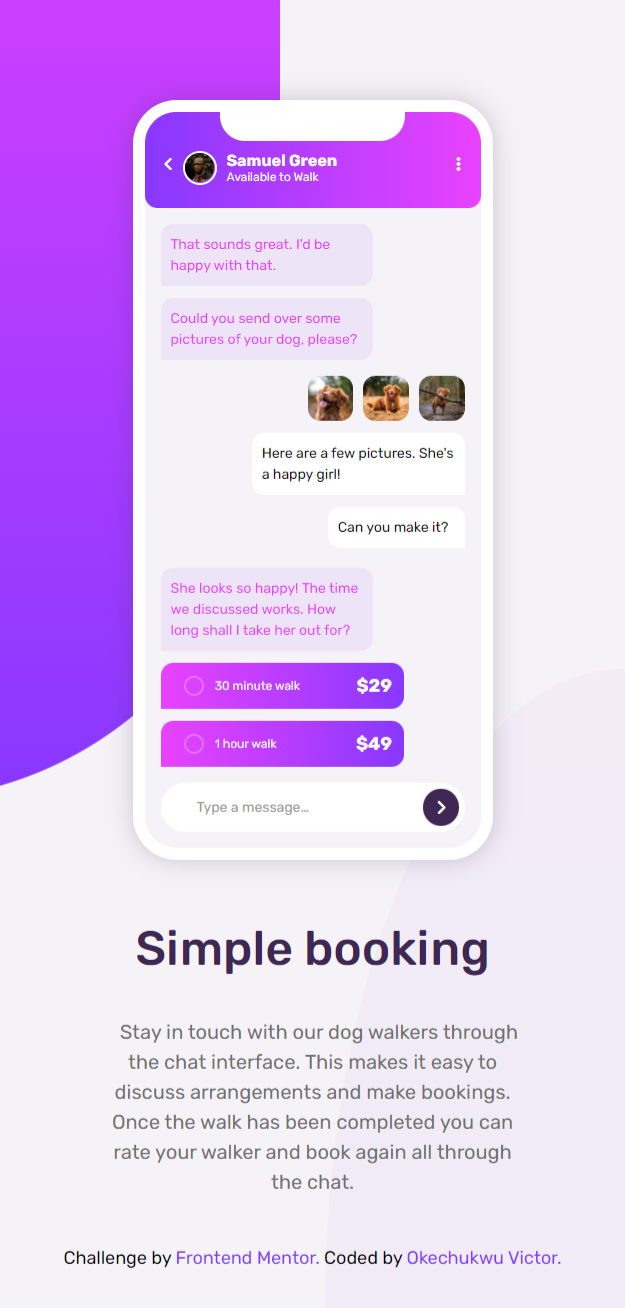 Samuel Green
Available to Walk
That sounds great. I'd be
happy with that.
Could you send over some
pictures of your dog, please?
Here are a few pictures. She's
a happy girl!
Can you make it?
She looks so happy! The time
we discussed works. How
long shall I take her out for?
30 minute walk $29
1 hour walk $49
Type a message…
Simple booking
Stay in touch with our dog walkers through
the chat interface. This makes it easy to
discuss arrangements and make bookings.
Once the walk has been completed you can
rate your walker and book again all through
the chat.
Challenge by Frontend Mentor. Coded by Okechukwu Victor.